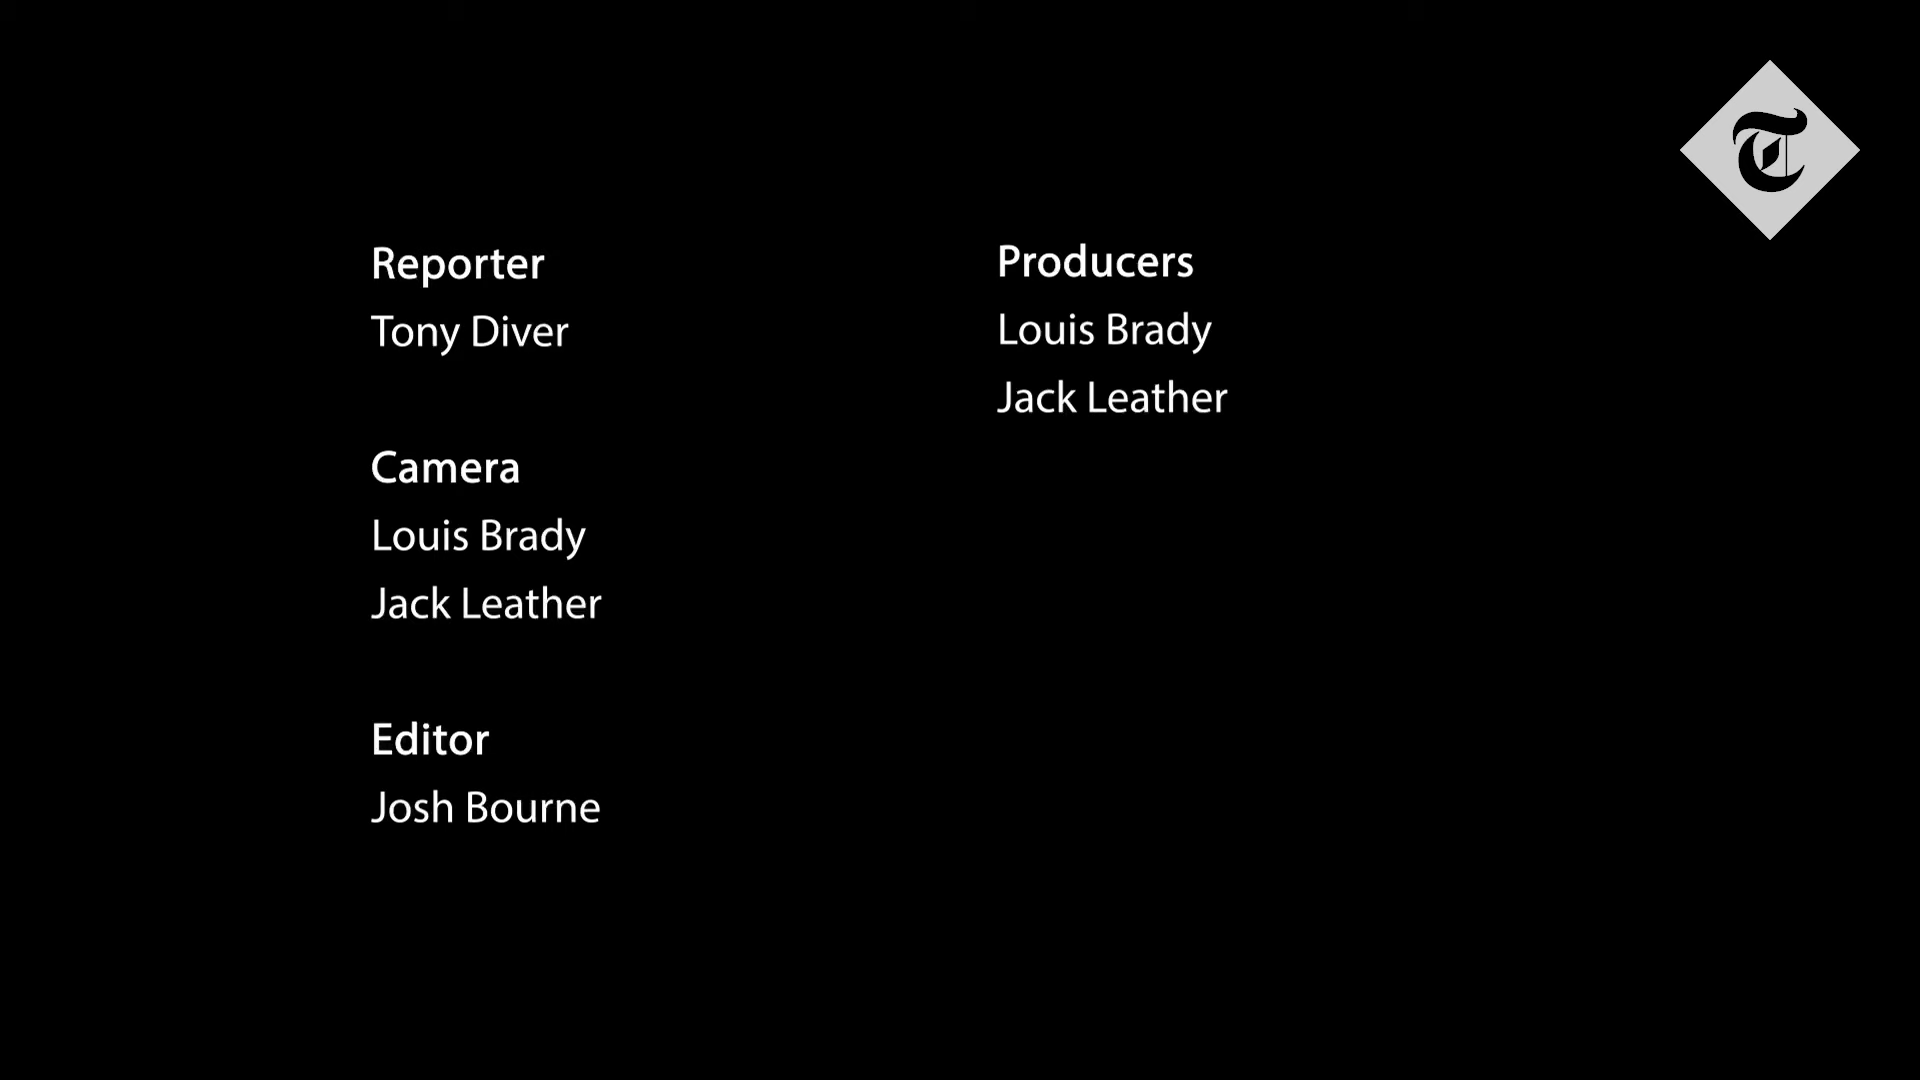 Reporter
Tony Diver
Camera
Louis Brady
Jack Leather
Editor
Josh Bourne
Producers
Louis Brady
Jack Leather
T